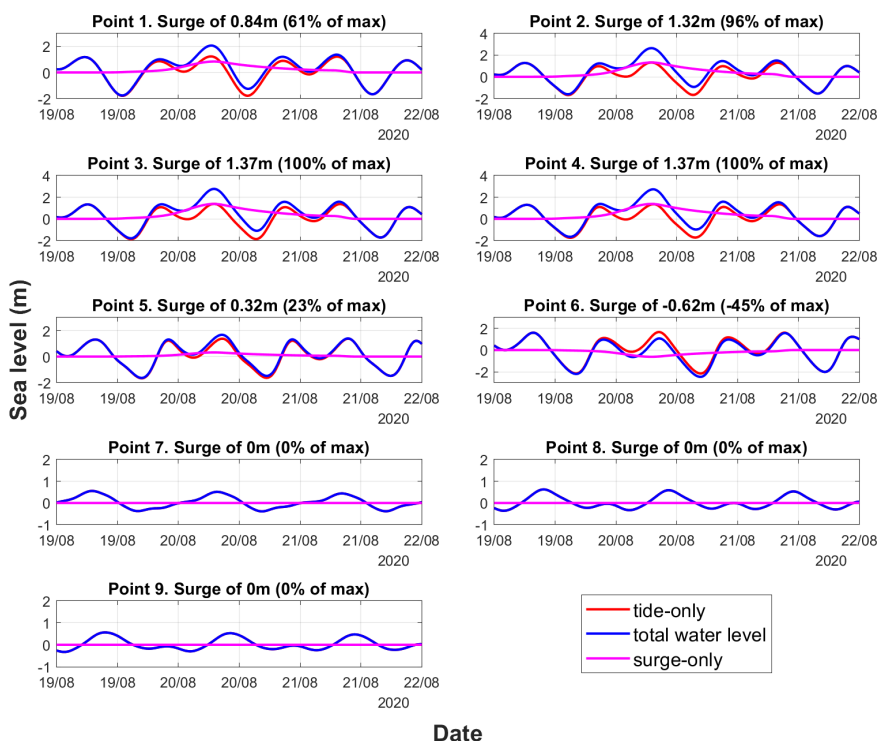 Point 1. Surge of 0.84m (61% of max)
2
0
-2
19/08 19/08 20/08 20/08 21/08 21/08 22/08
2020
Point 2. Surge of 1.32m (96% of max)
4
2
0
-2
19/08 19/08 20/08 20/08 21/08 21/08 22/08
2020
Point 3. Surge of 1.37m (100% of max)
4
2
0
-2
19/08 19/08 20/08 20/08 21/08 21/08 22/08
2020
Point 4. Surge of 1.37m (100% of max)
4
2
0
-2
19/08 19/08 20/08 20/08 21/08 21/08 22/08
2020
Sea level (m)
Point 5. Surge of 0.32m (23% of max)
2
0
-2
19/08 19/08 20/08 20/08 21/08 21/08 22/08
2020
Point 6. Surge of -0.62m (-45% of max)
2
0
-2
19/08 19/08 20/08 20/08 21/08 21/08 22/08
2020
Point 7. Surge of 0m (0% of max)
2
1
0
-1
19/08 19/08 20/08 20/08 21/08 21/08 22/08
2020
Point 8. Surge of 0m (0% of max)
2
1
0
-1
19/08 19/08 20/08 20/08 21/08 21/08 22/08
2020
Point 9. Surge of 0m (0% of max)
2
1
0
-1
19/08 19/08 20/08 20/08 21/08 21/08 22/08
2020
tide-only
total water level
surge-only
Date